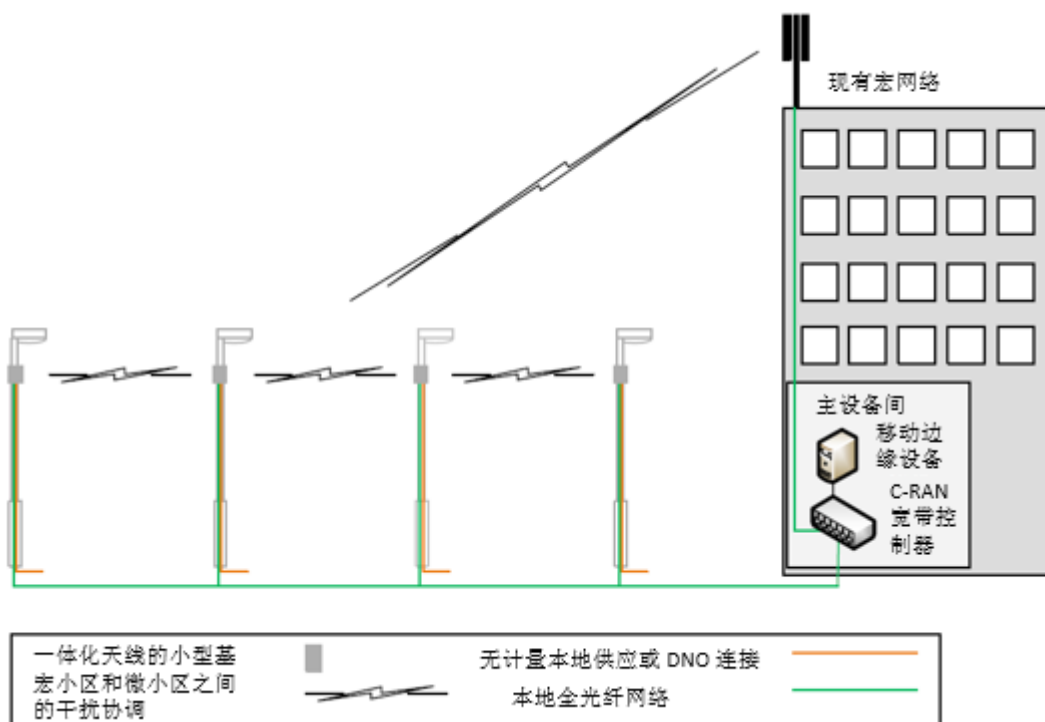 现有宏网络
主设备间
移动边
缘设备
C-RAN
宽带控
制器
一体化天线的小型基
宏小区和微小区之间
的干扰协调
无计量本地供应或 DNO 连接
本地全光纤网络